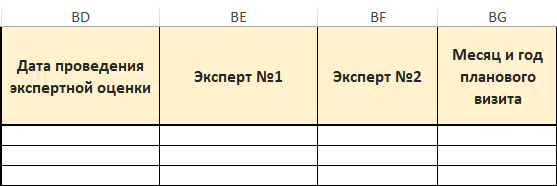 BD BE BF BG
Дата проведения
экспертной оценки
Эксперт №1
Эксперт №2
Месяц и год
планового
визита